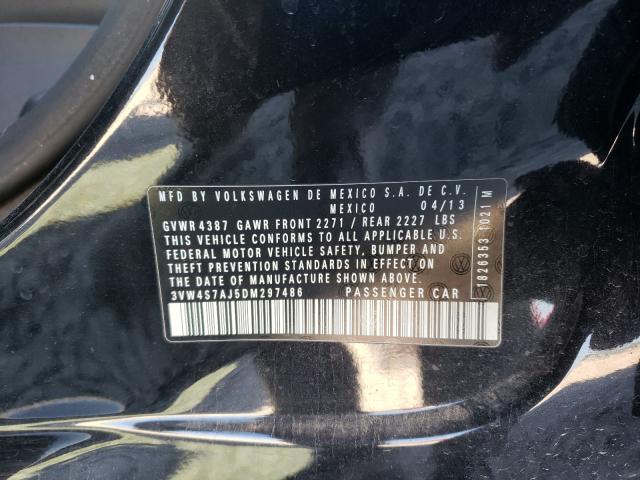 MFD BY VOLKSWAGEN DE MEXICO S.A. DE C.V.
MEXICO 04/13
GVWR 4387 GAWR FRONT 2271 / REAR 2227 LBS
THIS VEHICLE CONFORMS TO ALL APPLICABLE U.S.
FEDERAL MOTOR VEHICLE SAFETY, BUMPER AND
THEFT PREVENTION STANDARDS IN EFFECT ON
THE DATE OF MANUFACTURE SHOWN ABOVE.
3VW4S7AJ5DM297486 PASSENGER CAR
1826353 1021 M